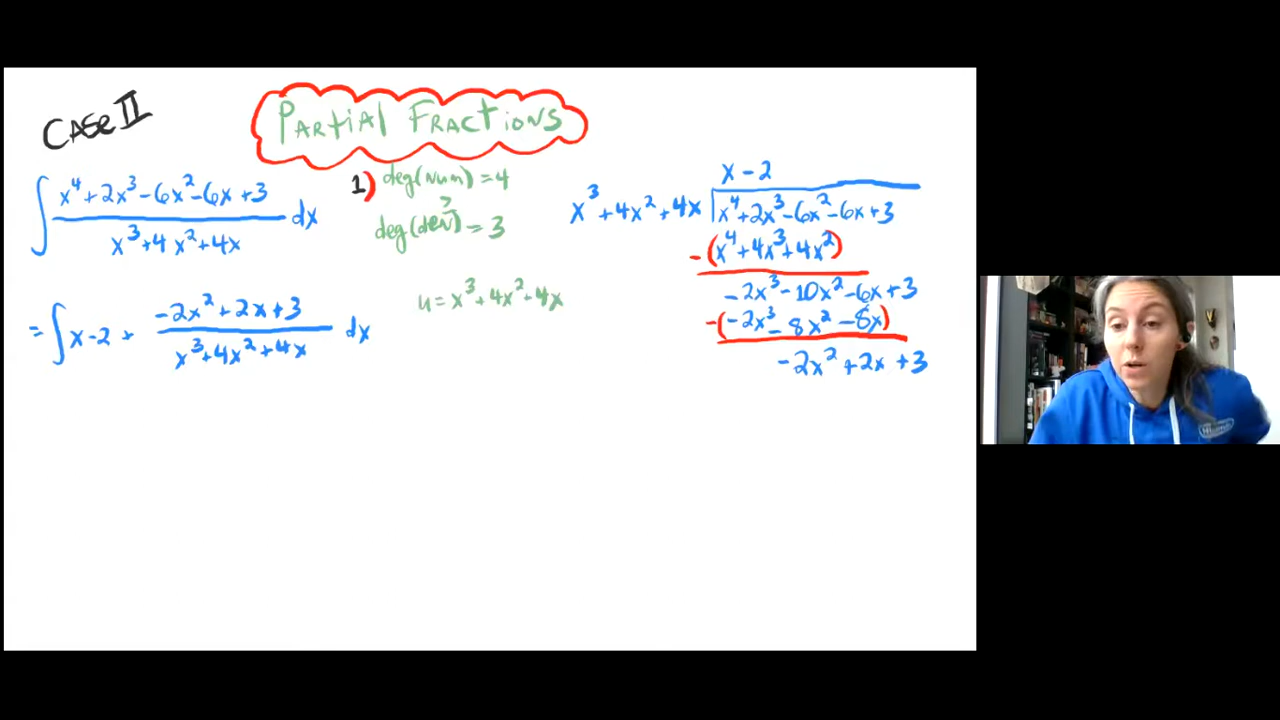 CASE II
PARTIAL FRACTIONS
∫ x⁴+2x³-6x²-6x+3 / x³+4x²+4x dx
= ∫ x-2 + -2x²+2x+3 / x³+4x²+4x dx
1) deg(num) = 4
deg(den) = 3
u = x³+4x²+4x
x-2
x³+4x²+4x | x⁴+2x³-6x²-6x+3
-(x⁴+4x³+4x²)
-2x³-10x²-6x+3
-(-2x³-8x²-8x)
-2x²+2x+3